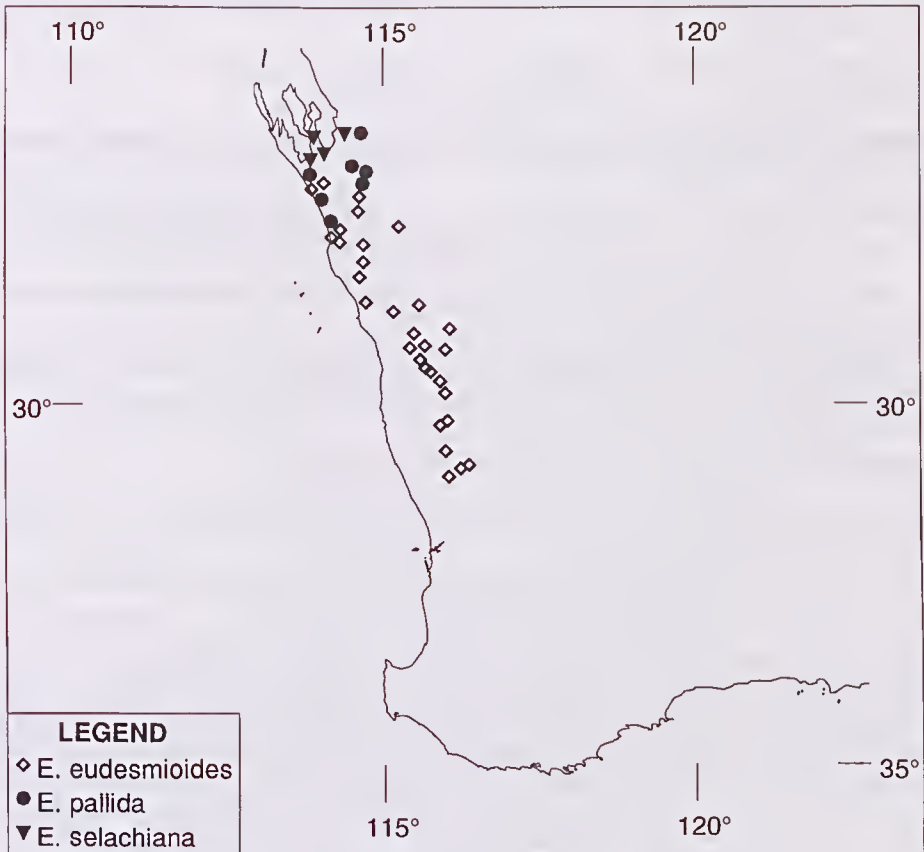 110° 115° 120°
30° 30°
35°
LEGEND
E. eudesmioides
E. pallida
E. selachiana
115° 120°